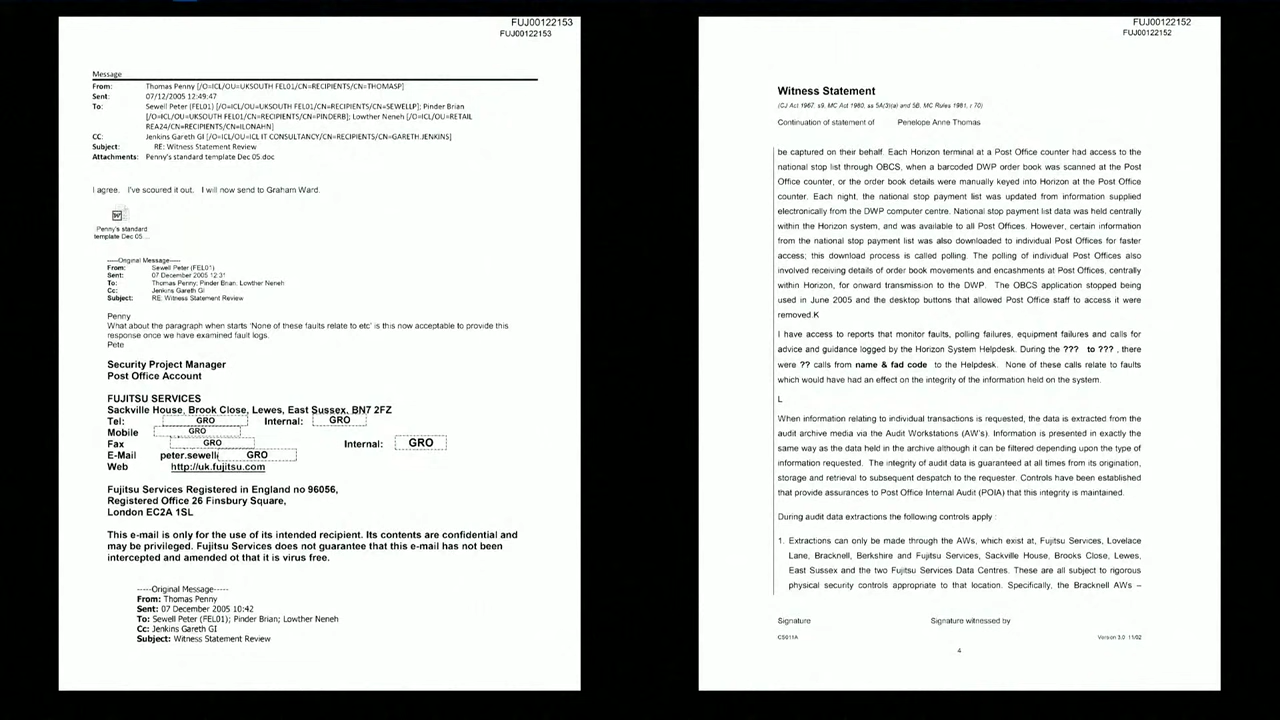 FUJ00122153
FUJ00122153
Message
From: Thomas Penny [/O=ICL/OU=UKSOUTH FEL01/CN=RECIPIENTS/CN=THOMASP]
Sent: 07/12/2005 12:49:47
To: Sewell Peter (FEL01) [/O=ICL/OU=UKSOUTH FEL01/CN=RECIPIENTS/CN=SEWELLP]; Pinder Brian
[/O=ICL/OU=UKSOUTH FEL01/CN=RECIPIENTS/CN=PINDERB]; Lowther Neneh [/O=ICL/OU=RETAIL
REA24/CN=RECIPIENTS/CN=ILONAHN]
CC: Jenkins Gareth GI [/O=ICL/OU=ICL IT CONSULTANCY/CN=RECIPIENTS/CN=GARETH.JENKINS]
Subject: RE: Witness Statement Review
Attachments: Penny's standard template Dec 05.doc
I agree. I've scoured it out. I will now send to Graham Ward.
W
Penny's standard
template Dec 05....
-----Original Message-----
From: Sewell Peter (FEL01)
Sent: 07 December 2005 12:31
To: Thomas Penny; Pinder Brian; Lowther Neneh
Cc: Jenkins Gareth GI
Subject: RE: Witness Statement Review
Penny
What about the paragraph when starts 'None of these faults relate to etc' is this now acceptable to provide this
response once we have examined fault logs.
Pete
Security Project Manager
Post Office Account
FUJITSU SERVICES
Sackville House, Brook Close, Lewes, East Sussex, BN7 2FZ
Tel: GRO Internal: GRO
Mobile GRO
Fax GRO Internal: GRO
E-Mail peter.sewell GRO
Web http://uk.fujitsu.com
Fujitsu Services Registered in England no 96056,
Registered Office 26 Finsbury Square,
London EC2A 1SL
This e-mail is only for the use of its intended recipient. Its contents are confidential and
may be privileged. Fujitsu Services does not guarantee that this e-mail has not been
intercepted and amended ot that it is virus free.
-----Original Message-----
From: Thomas Penny
Sent: 07 December 2005 10:42
To: Sewell Peter (FEL01); Pinder Brian; Lowther Neneh
Cc: Jenkins Gareth GI
Subject: Witness Statement Review
FUJ00122152
FUJ00122152
Witness Statement
(CJ Act 1967, s9, MC Act 1980, ss 5A(3)(a) and 5B, MC Rules 1981, r 70)
Continuation of statement of Penelope Anne Thomas
be captured on their behalf. Each Horizon terminal at a Post Office counter had access to the
national stop list through OBCS, when a barcoded DWP order book was scanned at the Post
Office counter, or the order book details were manually keyed into Horizon at the Post Office
counter. Each night, the national stop payment list was updated from information supplied
electronically from the DWP computer centre. National stop payment list data was held centrally
within the Horizon system, and was available to all Post Offices. However, certain information
from the national stop payment list was also downloaded to individual Post Offices for faster
access; this download process is called polling. The polling of individual Post Offices also
involved receiving details of order book movements and encashments at Post Offices, centrally
within Horizon, for onward transmission to the DWP. The OBCS application stopped being
used in June 2005 and the desktop buttons that allowed Post Office staff to access it were
removed.K
I have access to reports that monitor faults, polling failures, equipment failures and calls for
advice and guidance logged by the Horizon System Helpdesk. During the ??? to ??? , there
were ?? calls from name & fad code to the Helpdesk. None of these calls relate to faults
which would have had an effect on the integrity of the information held on the system.
L
When information relating to individual transactions is requested, the data is extracted from the
audit archive media via the Audit Workstations (AW's). Information is presented in exactly the
same way as the data held in the archive although it can be filtered depending upon the type of
information requested. The integrity of audit data is guaranteed at all times from its origination,
storage and retrieval to subsequent despatch to the requester. Controls have been established
that provide assurances to Post Office Internal Audit (POIA) that this integrity is maintained.
During audit data extractions the following controls apply :
1. Extractions can only be made through the AWs, which exist at, Fujitsu Services, Lovelace
Lane, Bracknell, Berkshire and Fujitsu Services, Sackville House, Brooks Close, Lewes,
East Sussex and the two Fujitsu Services Data Centres. These are all subject to rigorous
physical security controls appropriate to that location. Specifically, the Bracknell AWs –
Signature Signature witnessed by
CS011A Version 3.0 11/02
4